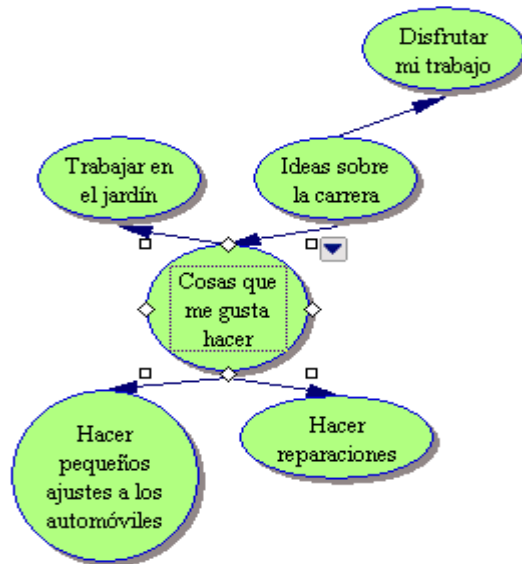 Disfrutar
mi trabajo
Trabajar en
el jardín
Ideas sobre
la carrera
Cosas que
me gusta
hacer
Hacer
pequeños
ajustes a los
automóviles
Hacer
reparaciones